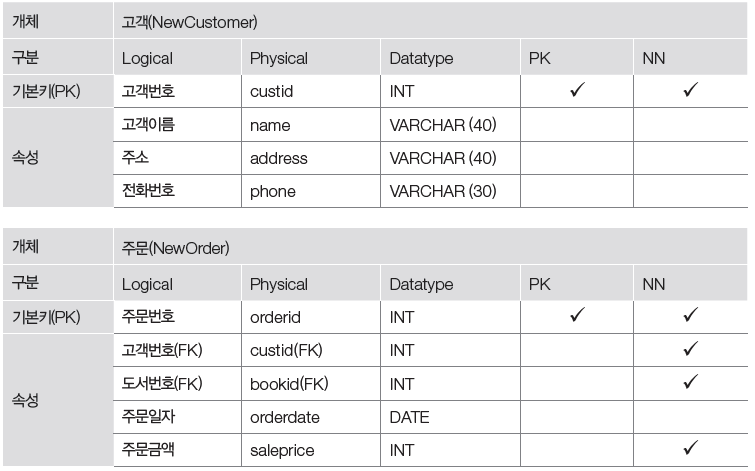 개체 고객(NewCustomer)
구분 Logical Physical Datatype PK NN
기본키(PK) 고객번호 custid INT ✓ ✓
고객이름 name VARCHAR (40)
속성 주소 address VARCHAR (40)
전화번호 phone VARCHAR (30)
개체 주문(NewOrder)
구분 Logical Physical Datatype PK NN
기본키(PK) 주문번호 orderid INT ✓ ✓
고객번호(FK) custid(FK) INT ✓
도서번호(FK) bookid(FK) INT ✓
속성
주문일자 orderdate DATE
주문금액 saleprice INT ✓